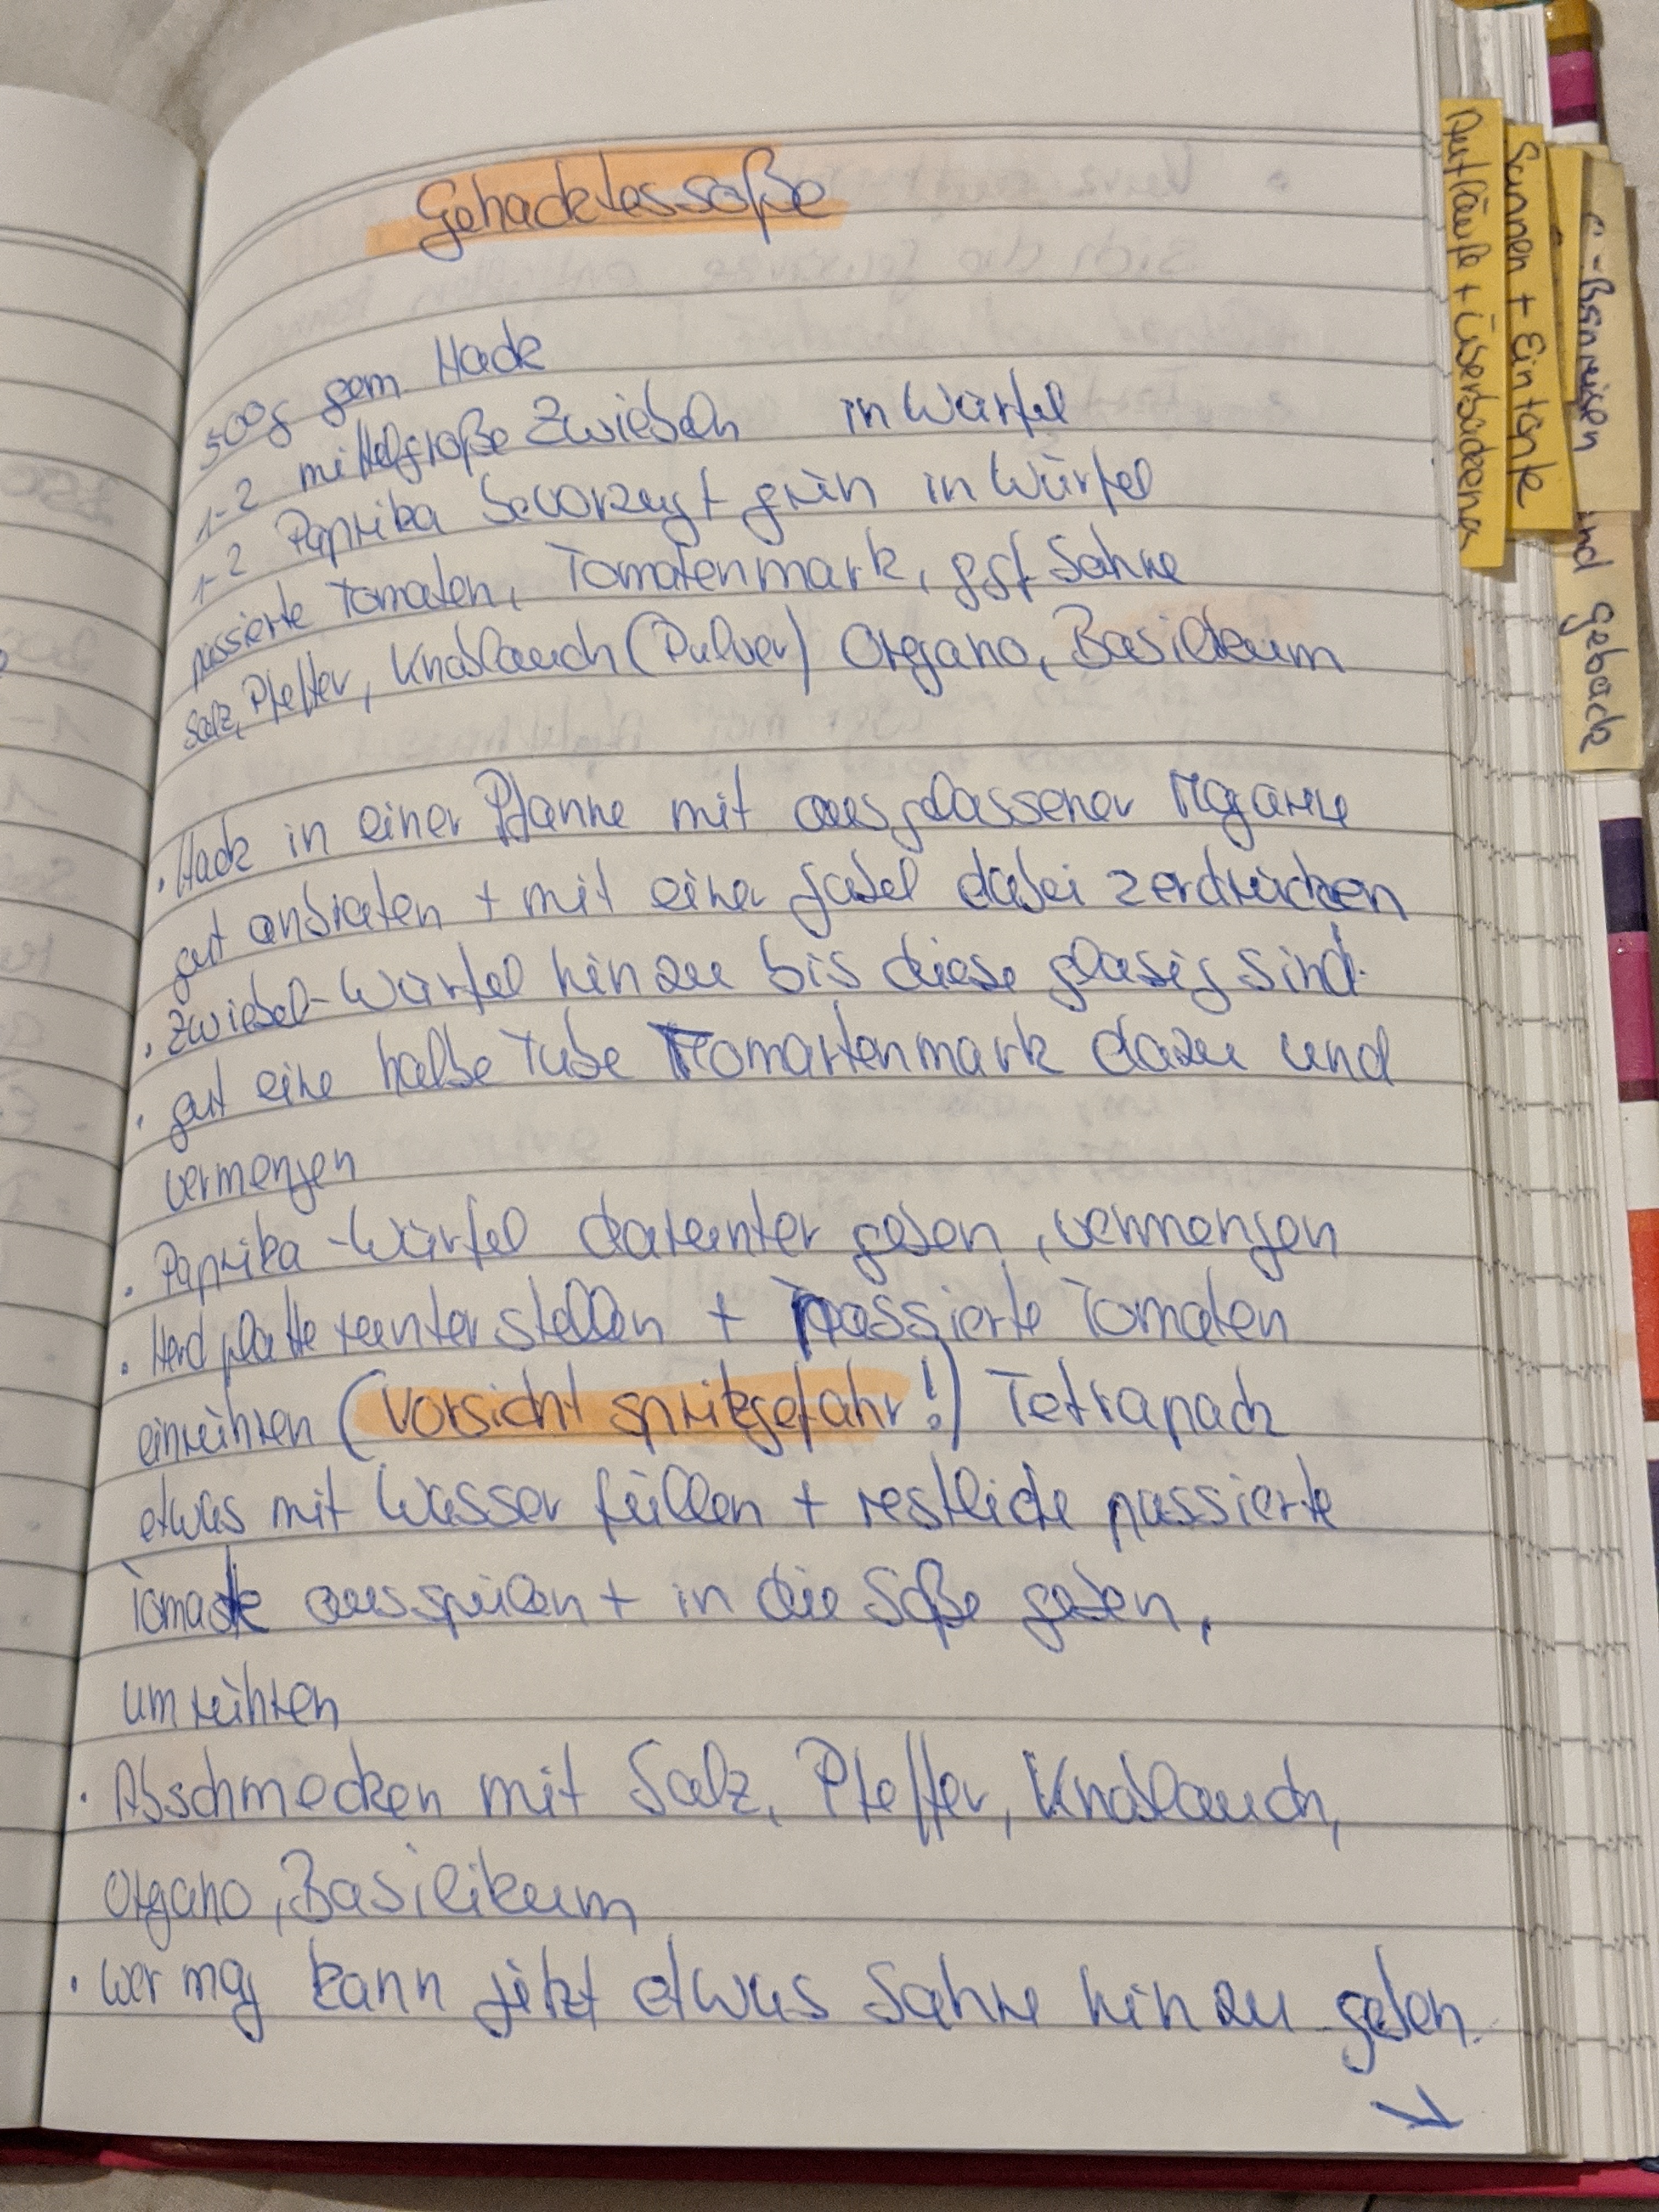 Gehacktessoße
500g gem. Hack
1-2 mittelgroße Zwiebeln in Würfel
1-2 Paprika bevorzugt grün in Würfel
passierte Tomaten, Tomatenmark, ggf Sahne
Salz, Pfeffer, Knoblauch (Pulver) Oregano, Basilikum
• Hack in einer Pfanne mit ausgelassener Margarine
gut anbraten + mit einer Gabel dabei zerdrücken
• Zwiebel-Würfel hinzu bis diese glasig sind.
• gut eine halbe Tube Tomartenmark dazu und
vermengen
• Paprika-Würfel darunter geben, vermengen
• Herdplatte runter stellen + passierte Tomaten
einrühren (Vorsicht spritzgefahr!) Tetrapack
etwas mit Wasser füllen + restliche passierte
Tomate ausspülen + in die Soße geben,
umrühren
• Abschmecken mit Salz, Pfeffer, Knoblauch,
Oregano, Basilikum
• wer mag kann jetzt etwas Sahne hinzu geben.
Aufläufe + Überbackenes
Suppen + Eintöpfe
und Gebäck